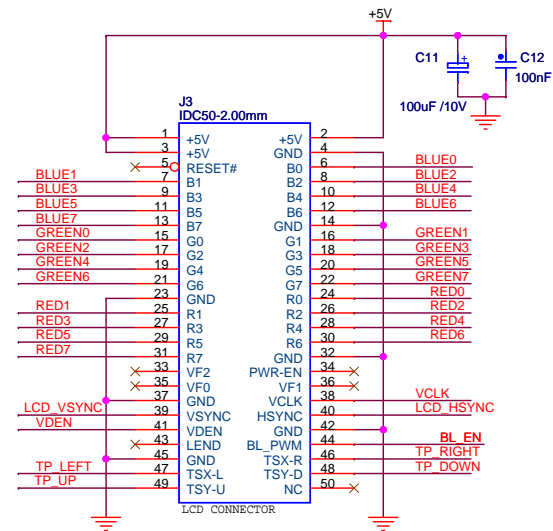 +5V
C11
C12
100nF
100uF /10V
J3
IDC50-2.00mm
1 +5V +5V 2
3 +5V GND 4
5 RESET# B0 6 BLUE0
BLUE1 7 B1 B2 8 BLUE2
BLUE3 9 B3 B4 10 BLUE4
BLUE5 11 B5 B6 12 BLUE6
BLUE7 13 B7 GND 14
GREEN0 15 G0 G1 16 GREEN1
GREEN2 17 G2 G3 18 GREEN3
GREEN4 19 G4 G5 20 GREEN5
GREEN6 21 G6 G7 22 GREEN7
23 GND R0 24 RED0
RED1 25 R1 R2 26 RED2
RED3 27 R3 R4 28 RED4
RED5 29 R5 R6 30 RED6
RED7 31 R7 GND 32
33 VF2 PWR-EN 34
35 VF0 VF1 36
37 GND VCLK 38 VCLK
LCD_VSYNC 39 VSYNC HSYNC 40 LCD_HSYNC
VDEN 41 VDEN GND 42
43 LEND BL_PWM 44 BL_EN
45 GND TSX-R 46 TP_RIGHT
TP_LEFT 47 TSX-L TSY-D 48 TP_DOWN
TP_UP 49 TSY-U NC 50
LCD CONNECTOR